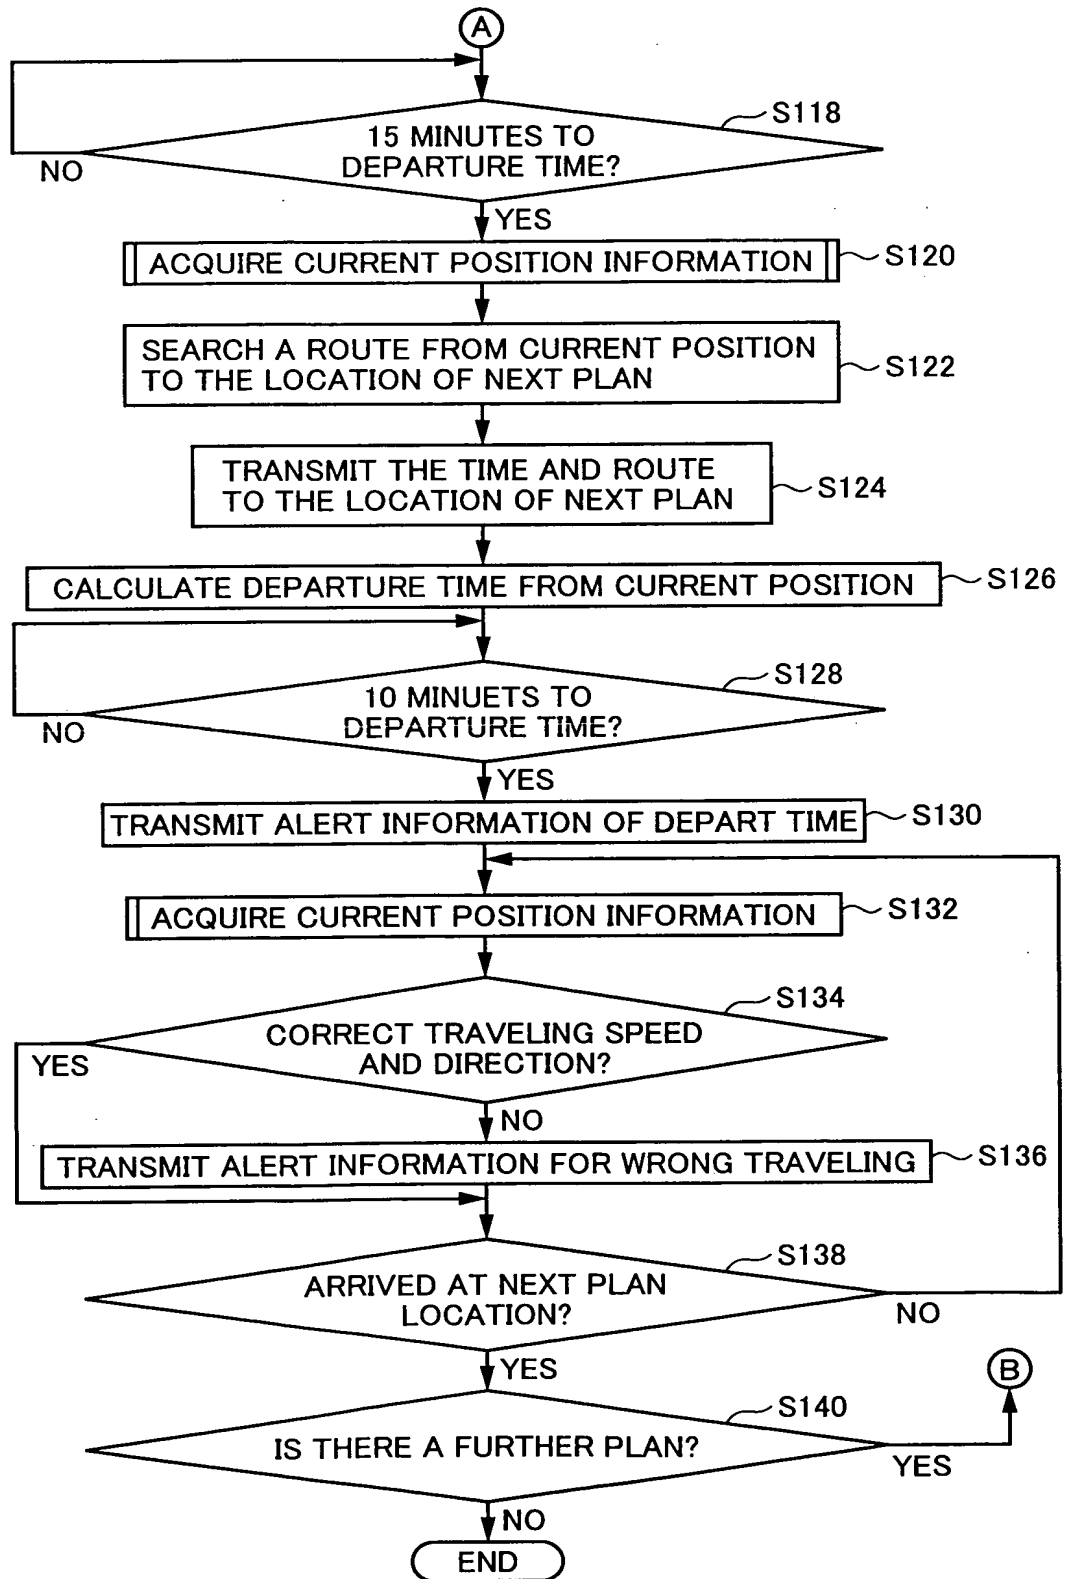 A
S118
15 MINUTES TO
DEPARTURE TIME?
NO
YES
ACQUIRE CURRENT POSITION INFORMATION
S120
SEARCH A ROUTE FROM CURRENT POSITION
TO THE LOCATION OF NEXT PLAN
S122
TRANSMIT THE TIME AND ROUTE
TO THE LOCATION OF NEXT PLAN
S124
CALCULATE DEPARTURE TIME FROM CURRENT POSITION
S126
S128
10 MINUETS TO
DEPARTURE TIME?
NO
YES
TRANSMIT ALERT INFORMATION OF DEPART TIME
S130
ACQUIRE CURRENT POSITION INFORMATION
S132
S134
CORRECT TRAVELING SPEED
AND DIRECTION?
YES
NO
TRANSMIT ALERT INFORMATION FOR WRONG TRAVELING
S136
S138
ARRIVED AT NEXT PLAN
LOCATION?
NO
YES
B
S140
IS THERE A FURTHER PLAN?
YES
NO
END